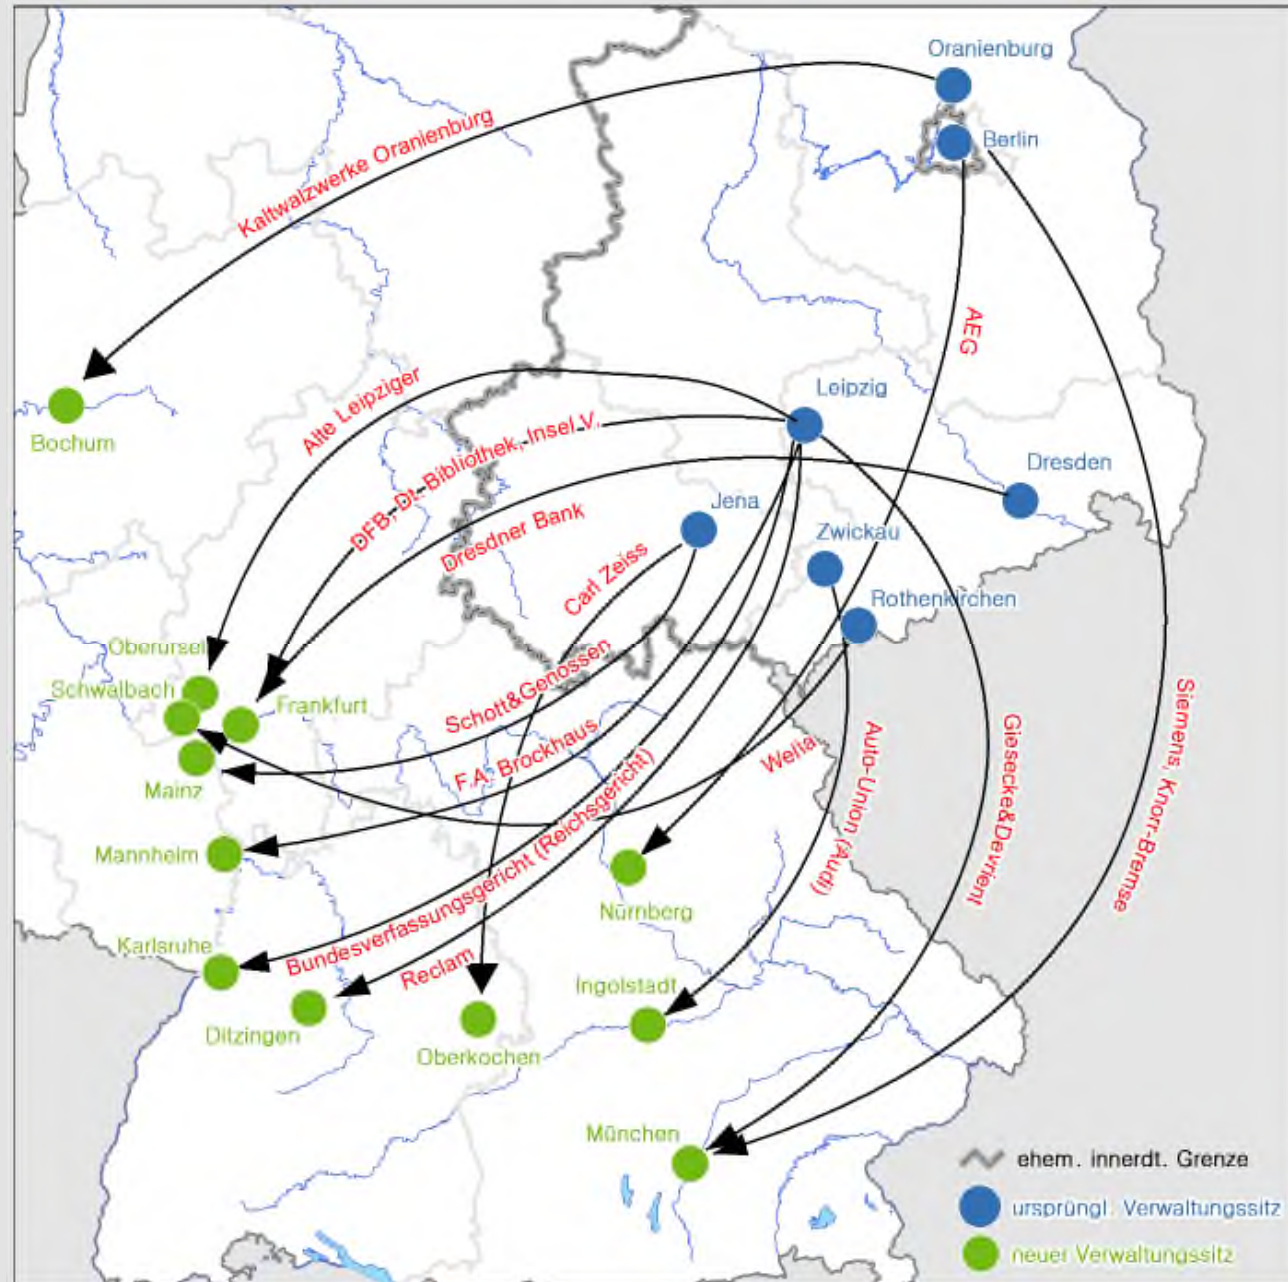 Oranienburg
Berlin
Kaltwalzwerke Oranienburg
AEG
Leipzig
Alte Leipziger
Bochum
DFB, Dt. Bibliothek, Insel V.
Dresden
Jena
Dresdner Bank
Zwickau
Carl Zeiss
Rothenkirchen
Oberursel
Schwalbach
Frankfurt
Schott&Genossen
Siemens, Knorr-Bremse
Giesecke&Devrient
Auto-Union (Audi)
F.A. Brockhaus
Wella
Mainz
Mannheim
Bundesverfassungsgericht (Reichsgericht)
Nürnberg
Karlsruhe
Reclam
Ingolstadt
Ditzingen
Oberkochen
München
ehem. innerdt. Grenze
ursprüngl. Verwaltungssitz
neuer Verwaltungssitz